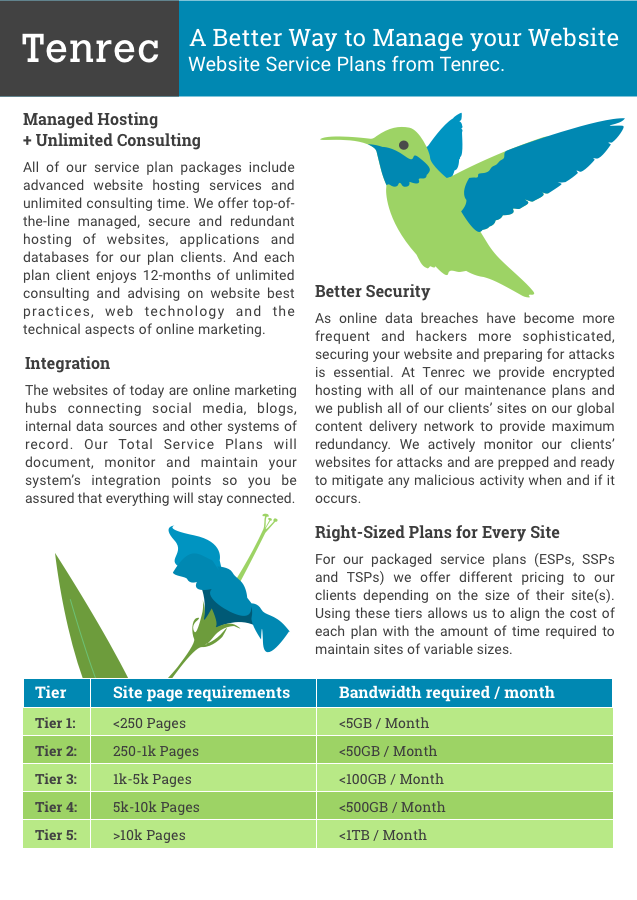 Tenrec
A Better Way to Manage your Website
Website Service Plans from Tenrec.
Managed Hosting
+ Unlimited Consulting
All of our service plan packages include
advanced website hosting services and
unlimited consulting time. We offer top-of-
the-line managed, secure and redundant
hosting of websites, applications and
databases for our plan clients. And each
plan client enjoys 12-months of unlimited
consulting and advising on website best
practices, web technology and the
technical aspects of online marketing.
Integration
The websites of today are online marketing
hubs connecting social media, blogs,
internal data sources and other systems of
record. Our Total Service Plans will
document, monitor and maintain your
system's integration points so you be
assured that everything will stay connected.
Better Security
As online data breaches have become more
frequent and hackers more sophisticated,
securing your website and preparing for attacks
is essential. At Tenrec we provide encrypted
hosting with all of our maintenance plans and
we publish all of our clients' sites on our global
content delivery network to provide maximum
redundancy. We actively monitor our clients'
websites for attacks and are prepped and ready
to mitigate any malicious activity when and if it
occurs.
Right-Sized Plans for Every Site
For our packaged service plans (ESPs, SSPs
and TSPs) we offer different pricing to our
clients depending on the size of their site(s).
Using these tiers allows us to align the cost of
each plan with the amount of time required to
maintain sites of variable sizes.
Tier Site page requirements Bandwidth required / month
Tier 1: <250 Pages <5GB / Month
Tier 2: 250-1k Pages <50GB / Month
Tier 3: 1k-5k Pages <100GB / Month
Tier 4: 5k-10k Pages <500GB / Month
Tier 5: >10k Pages <1TB / Month